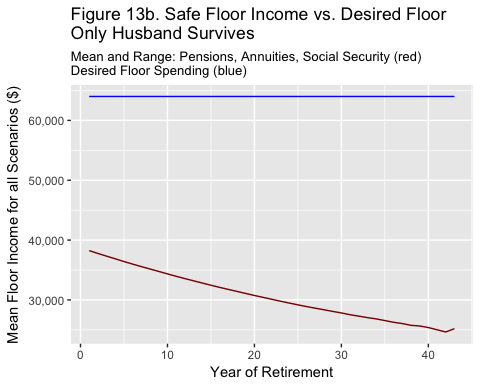 Figure 13b. Safe Floor Income vs. Desired Floor
Only Husband Survives
Mean and Range: Pensions, Annuities, Social Security (red)
Desired Floor Spending (blue)
Mean Floor Income for all Scenarios ($)
60,000
50,000
40,000
30,000
0
10
20
30
40
Year of Retirement